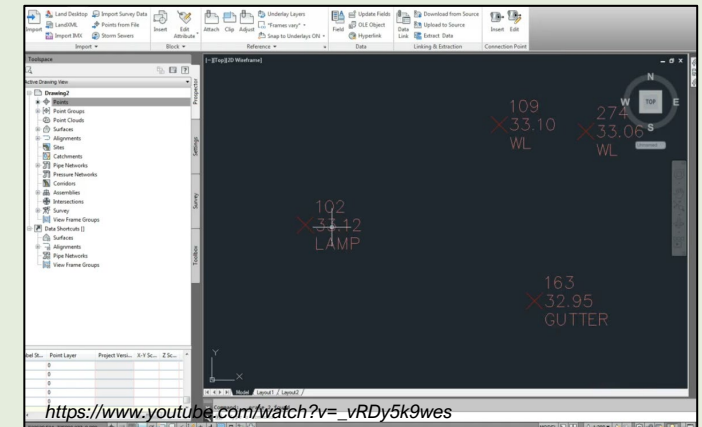 Land Desktop
Import Survey Data
LandXML
Points from File
Import IMX
Storm Sewers
Import
Insert
Edit Attribute
Attach
Clip
Adjust
Underlay Layers
*Frames vary*
Snap to Underlays ON
Field
Update Fields
OLE Object
Hyperlink
Data Link
Download from Source
Upload to Source
Extract Data
Insert
Edit
Import
Block
Reference
Data
Linking & Extraction
Connection Point
Toolspace
Active Drawing View
Drawing2
Points
Point Groups
Point Clouds
Surfaces
Alignments
Sites
Catchments
Pipe Networks
Pressure Networks
Corridors
Assemblies
Intersections
Survey
View Frame Groups
Data Shortcuts []
Surfaces
Alignments
Pipe Networks
View Frame Groups
Prospector
Settings
Survey
Toolbox
Point Layer
Project Versi...
X-Y Sc...
Z Sc...
0
0
0
0
0
[-][Top][2D Wireframe]
N
W
TOP
E
S
109
33.10
WL
274
33.06
WL
102
33.12
LAMP
163
32.95
GUTTER
Y
X
Model
Layout1
Layout2
https://www.youtube.com/watch?v=_vRDy5k9wes